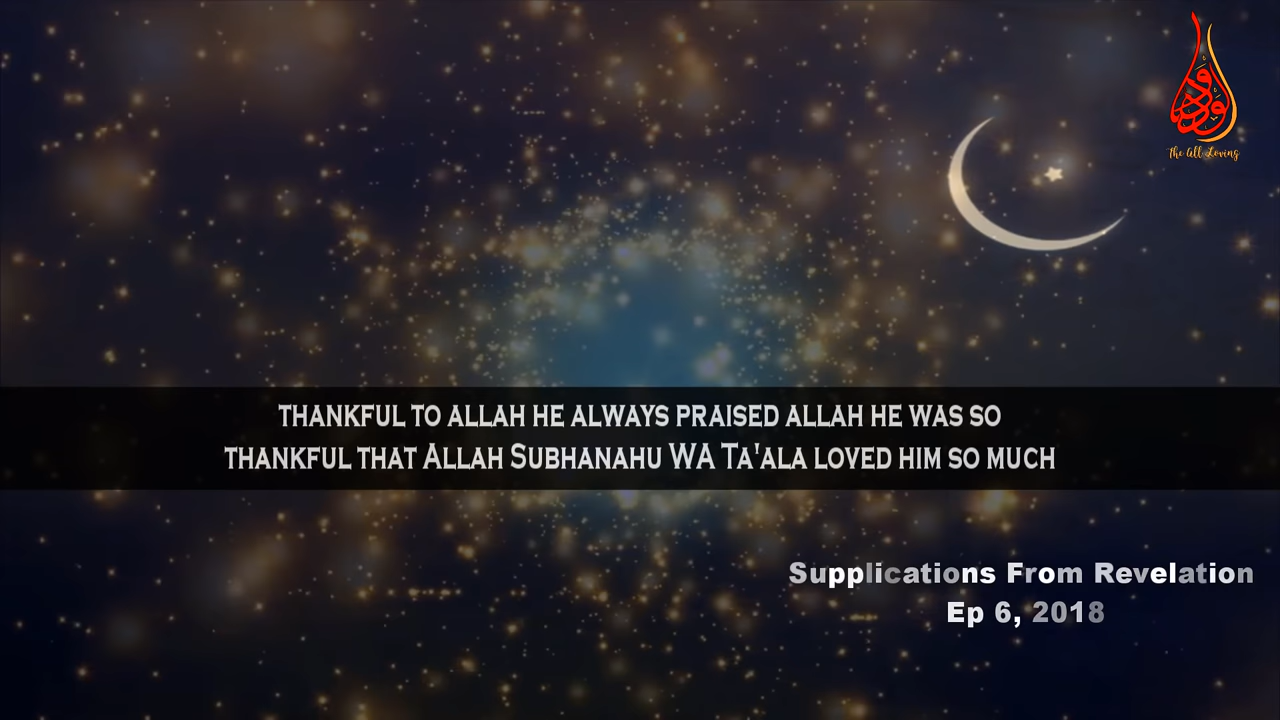 الودود
The All Loving
THANKFUL TO ALLAH HE ALWAYS PRAISED ALLAH HE WAS SO
THANKFUL THAT ALLAH SUBHANAHU WA TA'ALA LOVED HIM SO MUCH
Supplications From Revelation
Ep 6, 2018